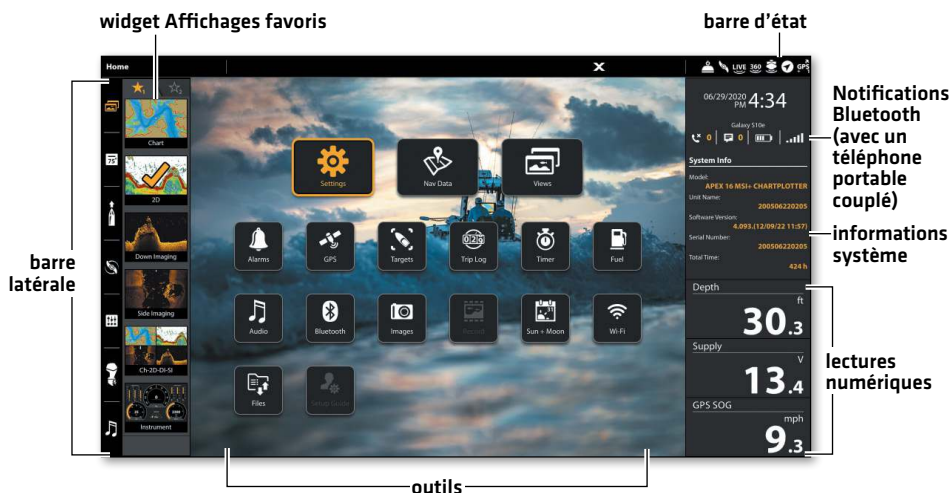 widget Affichages favoris
barre d'état
Home
X
LIVE 360 GPS
1 2
Chart
2D
Down Imaging
Side Imaging
Ch-2D-DI-SI
Instrument
75°
barre
latérale
Settings
Nav Data
Views
Alarms
GPS
Targets
Trip Log
Timer
Fuel
Audio
Bluetooth
Images
Record
Sun + Moon
Wi-Fi
Files
Setup Guide
06/29/2020 PM 4:34
Galaxy S10e
0 0
System Info
Model:
APEX 16 MSI+ CHARTPLOTTER
Unit Name:
200506220205
Software Version:
4.093.(12/09/22 11:57)
Serial Number:
200506220205
Total Time:
424 h
Depth
ft
30.3
Supply
V
13.4
GPS SOG
mph
9.3
Notifications
Bluetooth
(avec un
téléphone
portable
couplé)
informations
système
lectures
numériques
outils